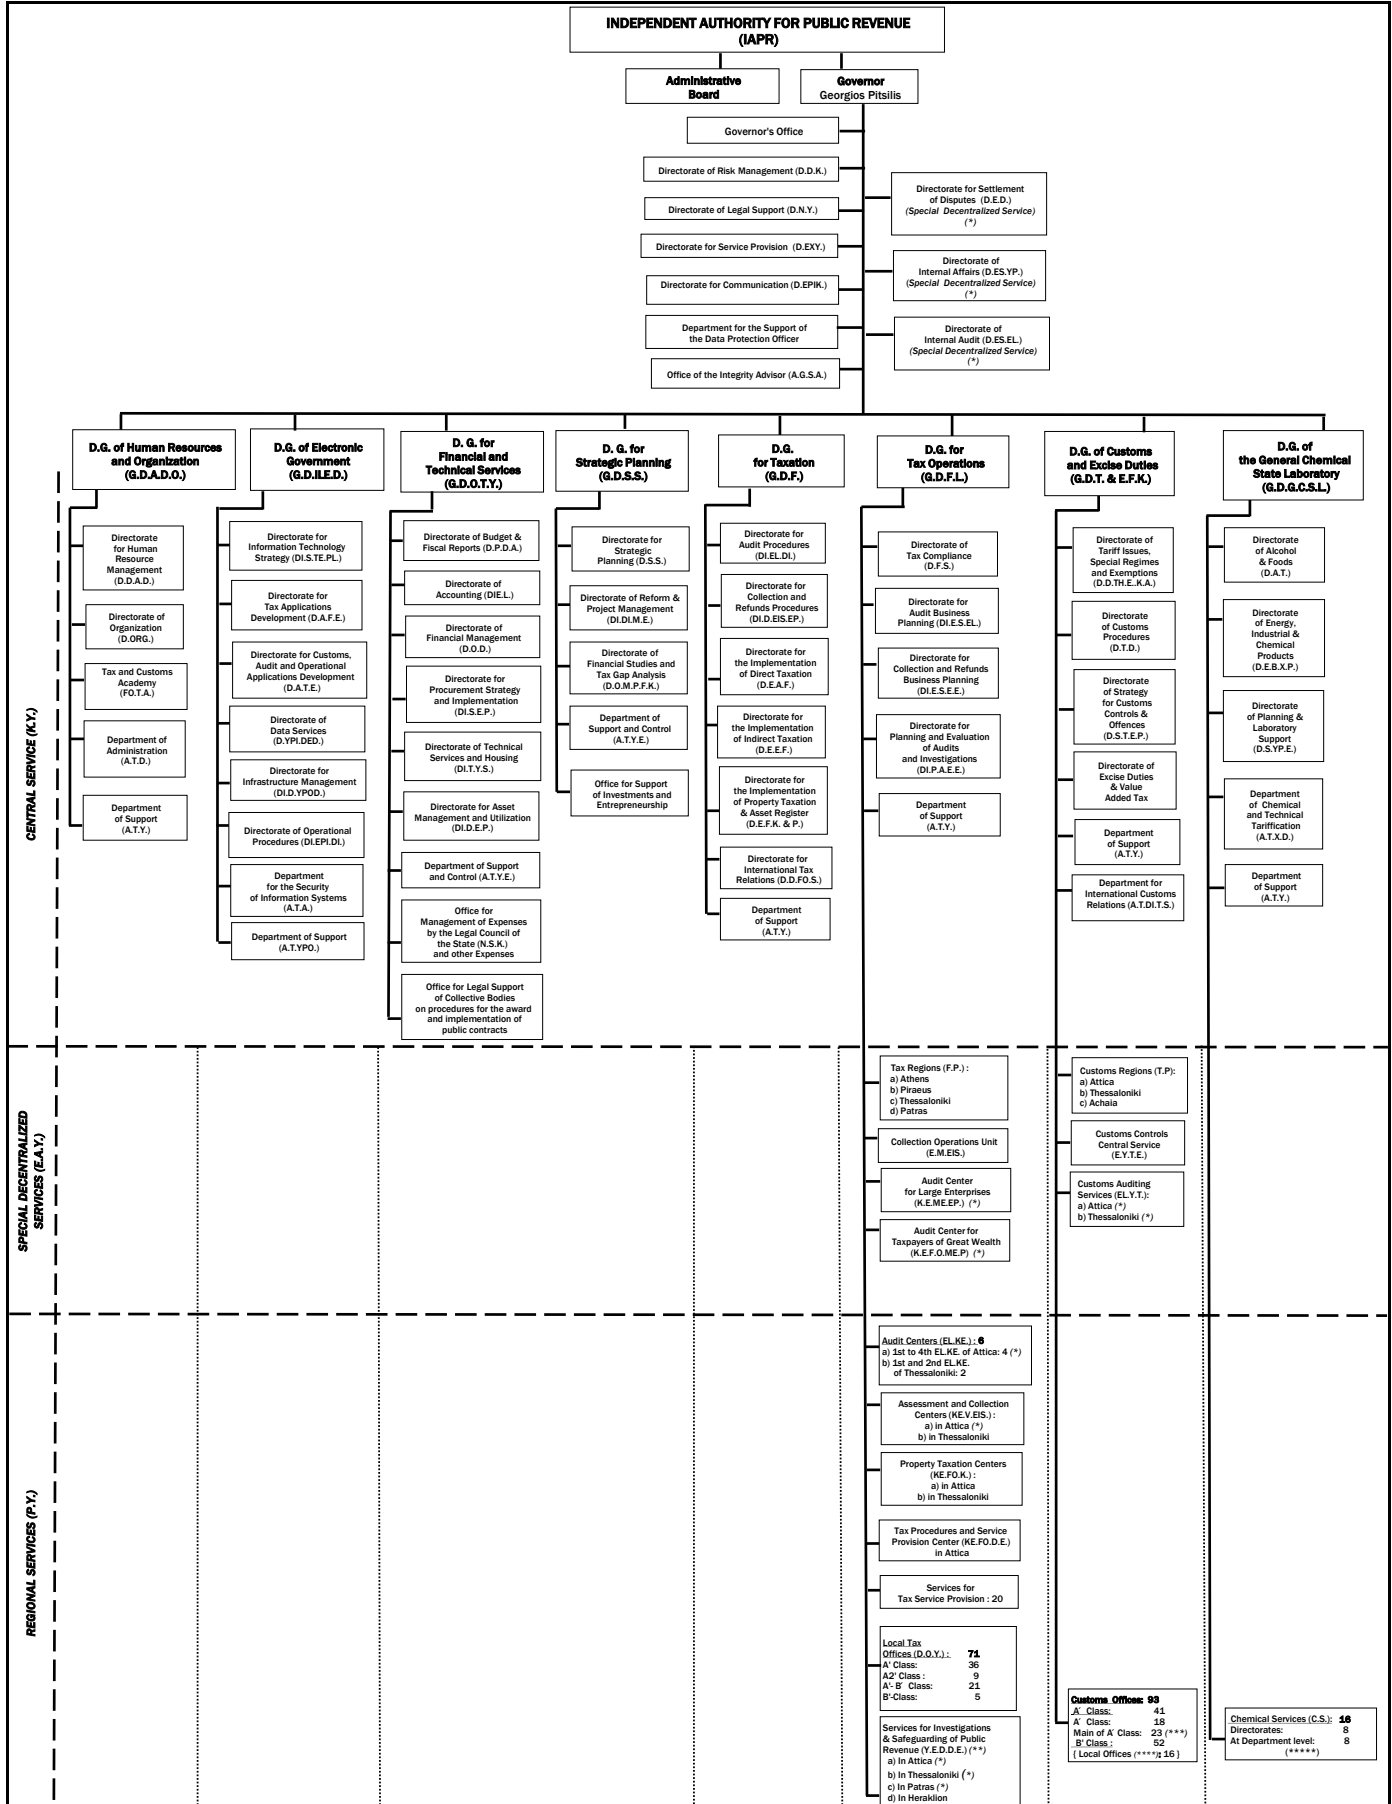 INDEPENDENT AUTHORITY FOR PUBLIC REVENUE
(IAPR)
Administrative
Board
Governor
Georgios Pitsilis
Governor's Office
Directorate of Risk Management (D.D.K.)
Directorate of Legal Support (D.N.Y.)
Directorate for Service Provision (D.EXY.)
Directorate for Communication (D.EPIK.)
Department for the Support of
the Data Protection Officer
Office of the Integrity Advisor (A.G.S.A.)
Directorate for Settlement
of Disputes (D.E.D.)
(Special Decentralized Service)
(*)
Directorate of
Internal Affairs (D.ES.YP.)
(Special Decentralized Service)
(*)
Directorate of
Internal Audit (D.ES.EL.)
(Special Decentralized Service)
(*)
CENTRAL SERVICE (K.Y.)
D.G. of Human Resources
and Organization
(G.D.A.D.O.)
Directorate
for Human
Resource
Management
(D.D.A.D.)
Directorate of
Organization
(D.ORG.)
Tax and Customs
Academy
(FO.T.A.)
Department of
Administration
(A.T.D.)
Department
of Support
(A.T.Y.)
D.G. of Electronic
Government
(G.D.ILE.D.)
Directorate for
Information Technology
Strategy (DI.S.TE.PL.)
Directorate for
Tax Applications
Development (D.A.F.E.)
Directorate for Customs,
Audit and Operational
Applications Development
(D.A.T.E.)
Directorate of
Data Services
(D.YPI.DED.)
Directorate for
Infrastructure Management
(DI.D.YPOD.)
Directorate of Operational
Procedures (DI.EPI.DI.)
Department
for the Security
of Information Systems
(A.T.A.)
Department of Support
(A.T.YPO.)
D. G. for
Financial and
Technical Services
(G.D.O.T.Y.)
Directorate of Budget &
Fiscal Reports (D.P.D.A.)
Directorate of
Accounting (DIE.L.)
Directorate of
Financial Management
(D.O.D.)
Directorate for
Procurement Strategy
and Implementation
(DI.S.E.P.)
Directorate of Technical
Services and Housing
(DI.T.Y.S.)
Directorate for Asset
Management and Utilization
(DI.D.E.P.)
Department of Support
and Control (A.T.Y.E.)
Office for
Management of Expenses
by the Legal Council of
the State (N.S.K.)
and other Expenses
Office for Legal Support
of Collective Bodies
on procedures for the award
and implementation of
public contracts
D. G. for
Strategic Planning
(G.D.S.S.)
Directorate for
Strategic
Planning (D.S.S.)
Directorate of Reform &
Project Management
(DI.DI.M.E.)
Directorate of
Financial Studies and
Tax Gap Analysis
(D.O.M.P.F.K.)
Department of
Support and Control
(A.T.Y.E.)
Office for Support
of Investments and
Entrepreneurship
D.G.
for Taxation
(G.D.F.)
Directorate for
Audit Procedures
(DI.EL.DI.)
Directorate for
Collection and
Refunds Procedures
(DI.D.EIS.EP.)
Directorate for
the Implementation
of Direct Taxation
(D.E.A.F.)
Directorate for
the Implementation
of Indirect Taxation
(D.E.E.F.)
Directorate for
the Implementation
of Property Taxation
& Asset Register
(D.E.F.K. & P.)
Directorate for
International Tax
Relations (D.D.FO.S.)
Department
of Support
(A.T.Y.)
D.G. for
Tax Operations
(G.D.F.L.)
Directorate of
Tax Compliance
(D.F.S.)
Directorate for
Audit Business
Planning (DI.E.S.EL.)
Directorate for
Collection and Refunds
Business Planning
(DI.E.S.E.E.)
Directorate for
Planning and Evaluation
of Audits
and Investigations
(DI.P.A.E.E.)
Department
of Support
(A.T.Y.)
D.G. of Customs
and Excise Duties
(G.D.T. & E.F.K.)
Directorate of
Tariff Issues,
Special Regimes
and Exemptions
(D.D.TH.E..K.A.)
Directorate
of Customs
Procedures
(D.T.D.)
Directorate
of Strategy
for Customs
Controls &
Offences
(D.S.T.E.P.)
Directorate of
Excise Duties
& Value
Added Tax
Department
of Support
(A.T.Y.)
Department for
International Customs
Relations (A.T.DI.T.S.)
D.G. of
the General Chemical
State Laboratory
(G.D.G.C.S.L.)
Directorate
of Alcohol
& Foods
(D.A.T.)
Directorate
of Energy,
Industrial &
Chemical
Products
(D.E.B.X.P.)
Directorate
of Planning &
Laboratory
Support
(D.S.YP.E.)
Department
of Chemical
and Technical
Tariffication
(A.T.X.D.)
Department
of Support
(A.T.Y.)
SPECIAL DECENTRALIZED
SERVICES (E.A.Y.)
Tax Regions (F.P.) :
a) Athens
b) Piraeus
c) Thessaloniki
d) Patras
Collection Operations Unit
(E.M.EIS.)
Audit Center
for Large Enterprises
(K.E.ME.EP.) (*)
Audit Center for
Taxpayers of Great Wealth
(K.E.F.O.ME.P) (*)
Customs Regions (T.P):
a) Attica
b) Thessaloniki
c) Achaia
Customs Controls
Central Service
(E.Y.T.E.)
Customs Auditing
Services (EL.Y.T.):
a) Attica (*)
b) Thessaloniki (*)
REGIONAL SERVICES (P.Y.)
Audit Centers (EL.KE.) : 6
a) 1st to 4th EL.KE. of Attica: 4 (*)
b) 1st and 2nd EL.KE.
of Thessaloniki: 2
Assessment and Collection
Centers (KE.V.EIS.) :
a) in Attica (*)
b) in Thessaloniki
Property Taxation Centers
(KE.FO.K.) :
a) in Attica
b) in Thessaloniki
Tax Procedures and Service
Provision Center (KE.FO.D.E.)
in Attica
Services for
Tax Service Provision : 20
Local Tax
Offices (D.O.Y.) : 71
A' Class: 36
A2' Class : 9
A'- B' Class: 21
B'-Class: 5
Services for Investigations
& Safeguarding of Public
Revenue (Y.E.D.D.E.) (**)
a) In Attica (*)
b) In Thessaloniki (*)
c) In Patras (*)
d) In Heraklion
Customs Offices: 93
A' Class: 41
A' Class: 18
Main of A' Class: 23 (***)
B' Class : 52
{ Local Offices (****): 16 }
Chemical Services (C.S.): 16
Directorates: 8
At Department level: 8
(*****)